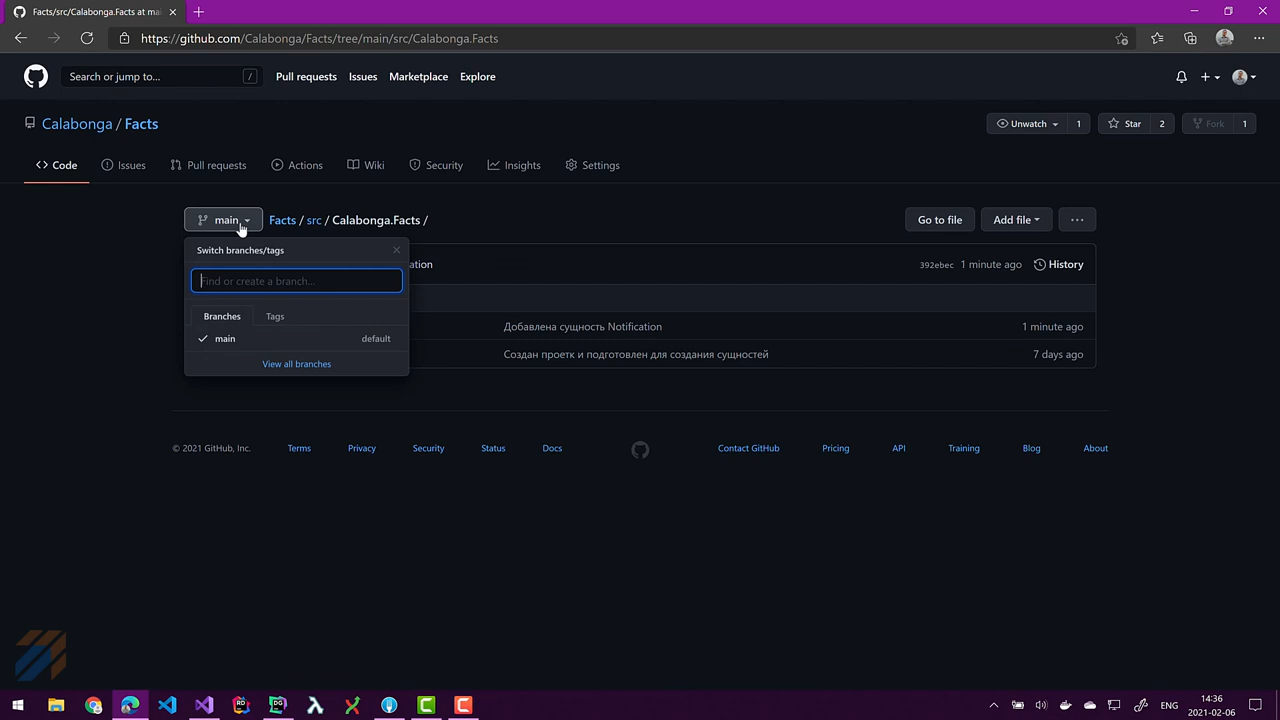 Facts/src/Calabonga.Facts at mai
https://github.com/Calabonga/Facts/tree/main/src/Calabonga.Facts
Search or jump to... /
Pull requests Issues Marketplace Explore
Calabonga / Facts
Unwatch 1 Star 2 Fork 1
Code Issues Pull requests Actions Wiki Security Insights Settings
main Facts / src / Calabonga.Facts /
Go to file Add file ...
Switch branches/tags
Find or create a branch...
Branches Tags
main default
View all branches
ation 392ebec 1 minute ago History
Добавлена сущность Notification 1 minute ago
Создан проетк и подготовлен для создания сущностей 7 days ago
© 2021 GitHub, Inc. Terms Privacy Security Status Docs Contact GitHub Pricing API Training Blog About
RD DG
ENG
14:36
2021-02-06